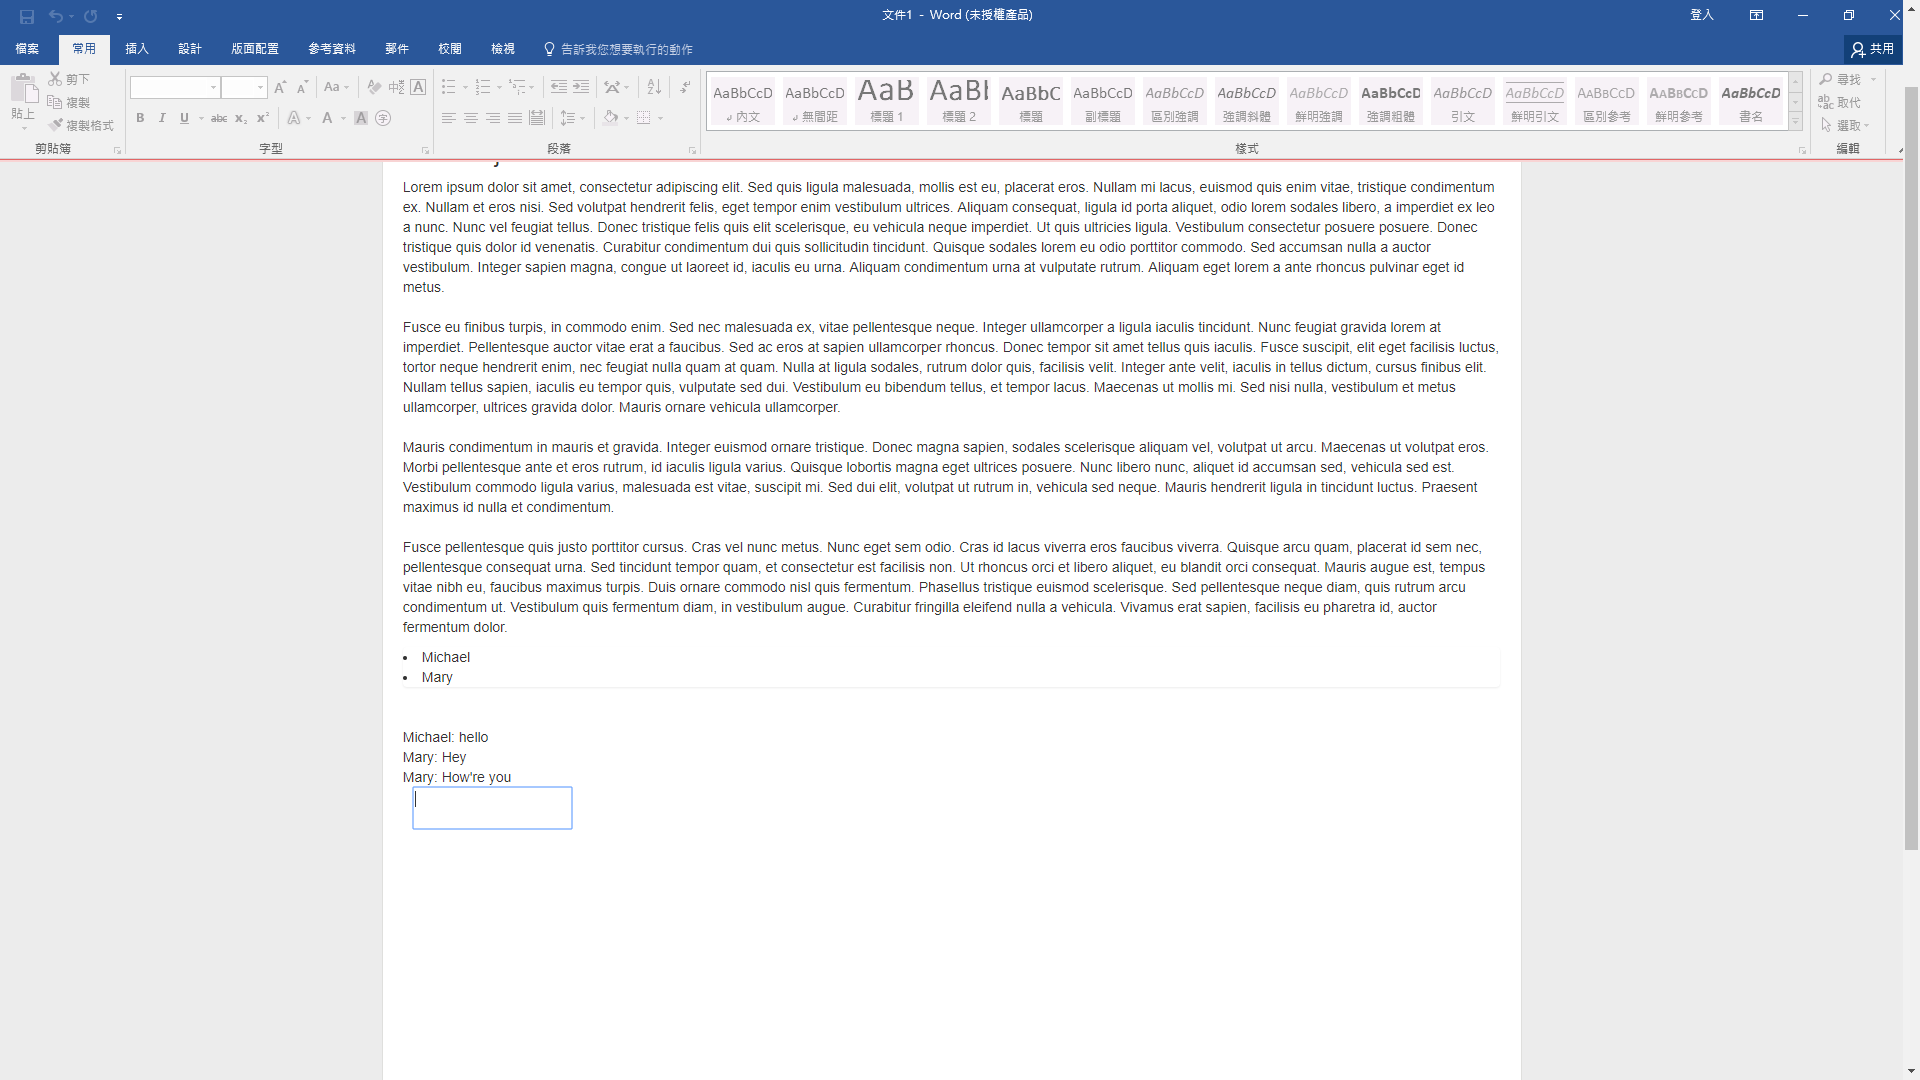 文件1 - Word (未授權產品)
登入
檔案 常用 插入 設計 版面配置 參考資料 郵件 校閱 檢視 告訴我您想要執行的動作 共用
貼上
剪下
複製
複製格式
剪貼簿
Aa
A
B I U abc x₂ x² A A A 字
字型
段落
AaBbCcD AaBbCcD AaB AaBl AaBbC AaBbCcD AaBbCcD AaBbCcD AaBbCcD AaBbCcD AaBbCcD AaBbCcD AaBbCcD AaBbCcD AaBbCcD
內文 無間距 標題 1 標題 2 標題 副標題 區別強調 強調斜體 鮮明強調 強調粗體 引文 鮮明引文 區別參考 鮮明參考 書名
樣式
尋找
取代
選取
編輯
Lorem ipsum dolor sit amet, consectetur adipiscing elit. Sed quis ligula malesuada, mollis est eu, placerat eros. Nullam mi lacus, euismod quis enim vitae, tristique condimentum
ex. Nullam et eros nisi. Sed volutpat hendrerit felis, eget tempor enim vestibulum ultrices. Aliquam consequat, ligula id porta aliquet, odio lorem sodales libero, a imperdiet ex leo
a nunc. Nunc vel feugiat tellus. Donec tristique felis quis elit scelerisque, eu vehicula neque imperdiet. Ut quis ultricies ligula. Vestibulum consectetur posuere posuere. Donec
tristique quis dolor id venenatis. Curabitur condimentum dui quis sollicitudin tincidunt. Quisque sodales lorem eu odio porttitor commodo. Sed accumsan nulla a auctor
vestibulum. Integer sapien magna, congue ut laoreet id, iaculis eu urna. Aliquam condimentum urna at vulputate rutrum. Aliquam eget lorem a ante rhoncus pulvinar eget id
metus.
Fusce eu finibus turpis, in commodo enim. Sed nec malesuada ex, vitae pellentesque neque. Integer ullamcorper a ligula iaculis tincidunt. Nunc feugiat gravida lorem at
imperdiet. Pellentesque auctor vitae erat a faucibus. Sed ac eros at sapien ullamcorper rhoncus. Donec tempor sit amet tellus quis iaculis. Fusce suscipit, elit eget facilisis luctus,
tortor neque hendrerit enim, nec feugiat nulla quam at quam. Nulla at ligula sodales, rutrum dolor quis, facilisis velit. Integer ante velit, iaculis in tellus dictum, cursus finibus elit.
Nullam tellus sapien, iaculis eu tempor quis, vulputate sed dui. Vestibulum eu bibendum tellus, et tempor lacus. Maecenas ut mollis mi. Sed nisi nulla, vestibulum et metus
ullamcorper, ultrices gravida dolor. Mauris ornare vehicula ullamcorper.
Mauris condimentum in mauris et gravida. Integer euismod ornare tristique. Donec magna sapien, sodales scelerisque aliquam vel, volutpat ut arcu. Maecenas ut volutpat eros.
Morbi pellentesque ante et eros rutrum, id iaculis ligula varius. Quisque lobortis magna eget ultrices posuere. Nunc libero nunc, aliquet id accumsan sed, vehicula sed est.
Vestibulum commodo ligula varius, malesuada est vitae, suscipit mi. Sed dui elit, volutpat ut rutrum in, vehicula sed neque. Mauris hendrerit ligula in tincidunt luctus. Praesent
maximus id nulla et condimentum.
Fusce pellentesque quis justo porttitor cursus. Cras vel nunc metus. Nunc eget sem odio. Cras id lacus viverra eros faucibus viverra. Quisque arcu quam, placerat id sem nec,
pellentesque consequat urna. Sed tincidunt tempor quam, et consectetur est facilisis non. Ut rhoncus orci et libero aliquet, eu blandit orci consequat. Mauris augue est, tempus
vitae nibh eu, faucibus maximus turpis. Duis ornare commodo nisl quis fermentum. Phasellus tristique euismod scelerisque. Sed pellentesque neque diam, quis rutrum arcu
condimentum ut. Vestibulum quis fermentum diam, in vestibulum augue. Curabitur fringilla eleifend nulla a vehicula. Vivamus erat sapien, facilisis eu pharetra id, auctor
fermentum dolor.
• Michael
• Mary
Michael: hello
Mary: Hey
Mary: How're you